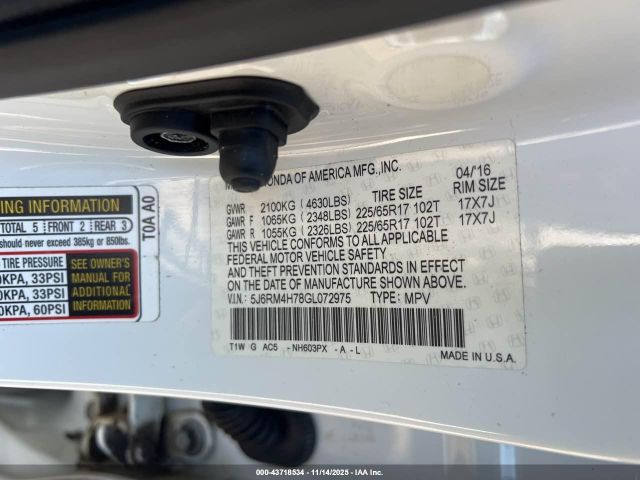 NG INFORMATION
TOTAL 5 FRONT 2 REAR 3
should never exceed 385kg or 850lbs.
TIRE PRESSURE
KPA, 33PSI
0KPA, 33PSI
0KPA, 60PSI
SEE OWNER'S
MANUAL FOR
ADDITIONAL
INFORMATION
T0A A0
HONDA OF AMERICA MFG.,INC. 04/16
GVWR 2100KG ( 4630LBS) TIRE SIZE RIM SIZE
GAWR F 1065KG ( 2348LBS) 225/65R17 102T 17X7J
GAWR R 1055KG ( 2326LBS) 225/65R17 102T 17X7J
THIS VEHICLE CONFORMS TO ALL APPLICABLE
FEDERAL MOTOR VEHICLE SAFETY
AND THEFT PREVENTION STANDARDS IN EFFECT
ON THE DATE OF MANUFACTURE SHOWN ABOVE.
V.I.N: 5J6RM4H78GL072975 TYPE: MPV
T1W G AC5 - NH603PX - A - L
MADE IN U.S.A.
000-43718534 11/14/2025 IAA Inc.